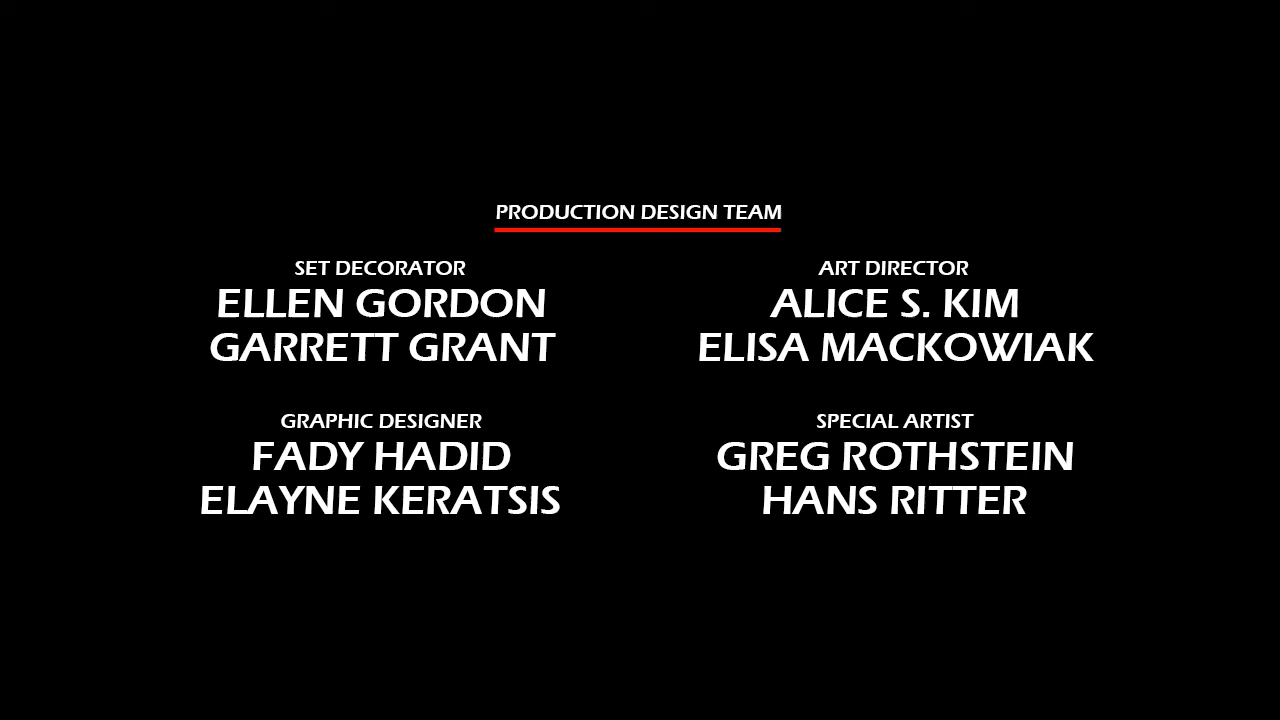 PRODUCTION DESIGN TEAM
SET DECORATOR
ELLEN GORDON
GARRETT GRANT
ART DIRECTOR
ALICE S. KIM
ELISA MACKOWIAK
GRAPHIC DESIGNER
FADY HADID
ELAYNE KERATSIS
SPECIAL ARTIST
GREG ROTHSTEIN
HANS RITTER